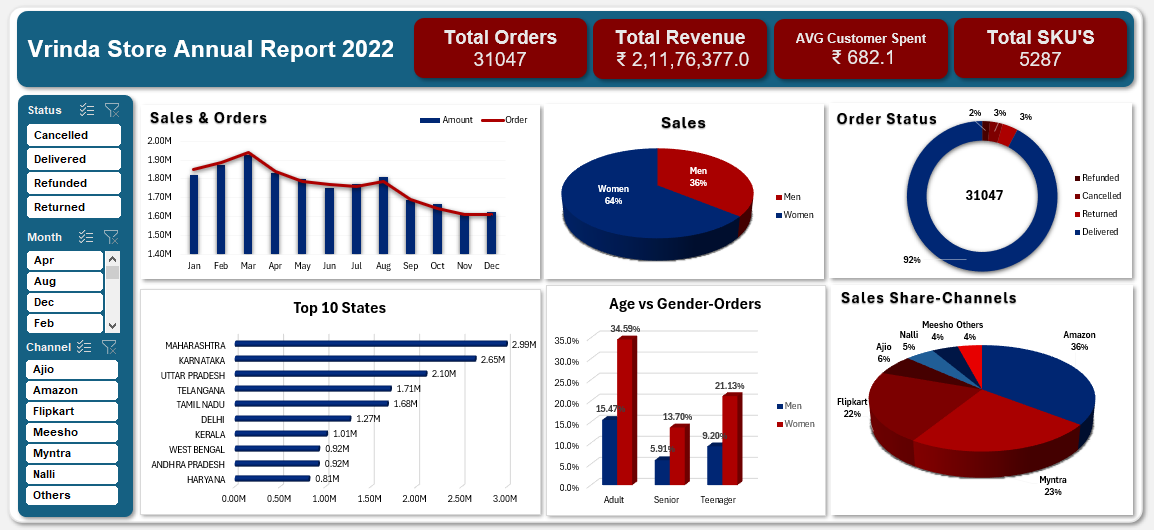 Vrinda Store Annual Report 2022
Total Orders
31047
Total Revenue
₹ 2,11,76,377.0
AVG Customer Spent
₹ 682.1
Total SKU'S
5287
Status
Cancelled
Delivered
Refunded
Returned
Month
Apr
Aug
Dec
Feb
Channel
Ajio
Amazon
Flipkart
Meesho
Myntra
Nalli
Others
Sales & Orders
Amount Order
2.00M
1.90M
1.80M
1.70M
1.60M
1.50M
1.40M
Jan Feb Mar Apr May Jun Jul Aug Sep Oct Nov Dec
Sales
Men
36%
Women
64%
Men
Women
Order Status
2% 3% 3%
31047
92%
Refunded
Cancelled
Returned
Delivered
Top 10 States
MAHARASHTRA 2.99M
KARNATAKA 2.65M
UTTAR PRADESH 2.10M
TELANGANA 1.71M
TAMIL NADU 1.68M
DELHI 1.27M
KERALA 1.01M
WEST BENGAL 0.92M
ANDHRA PRADESH 0.92M
HARYANA 0.81M
0.00M 0.50M 1.00M 1.50M 2.00M 2.50M 3.00M
Age vs Gender-Orders
35.0%
30.0%
25.0%
20.0%
15.0%
10.0%
5.0%
0.0%
15.47% 34.59%
5.91% 13.70%
9.20% 21.13%
Adult Senior Teenager
Men
Women
Sales Share-Channels
Amazon
36%
Myntra
23%
Flipkart
22%
Ajio
6%
Nalli
5%
Meesho
4%
Others
4%